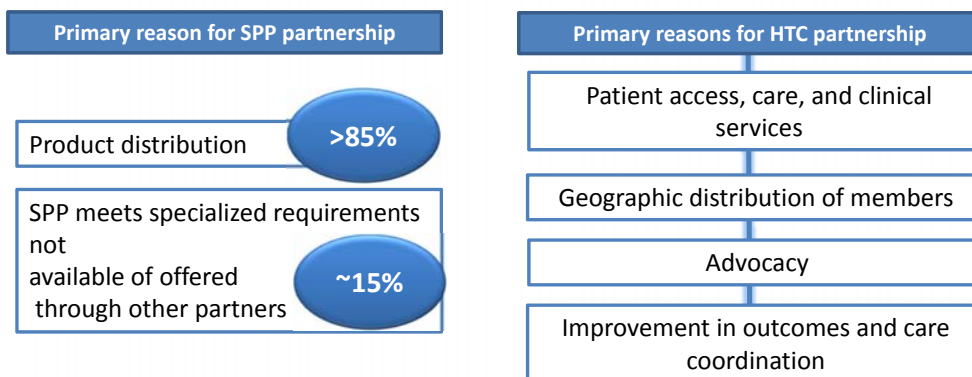 Primary reason for SPP partnership
Product distribution
>85%
SPP meets specialized requirements
not
available of offered
through other partners
~15%
Primary reasons for HTC partnership
Patient access, care, and clinical
services
Geographic distribution of members
Advocacy
Improvement in outcomes and care
coordination